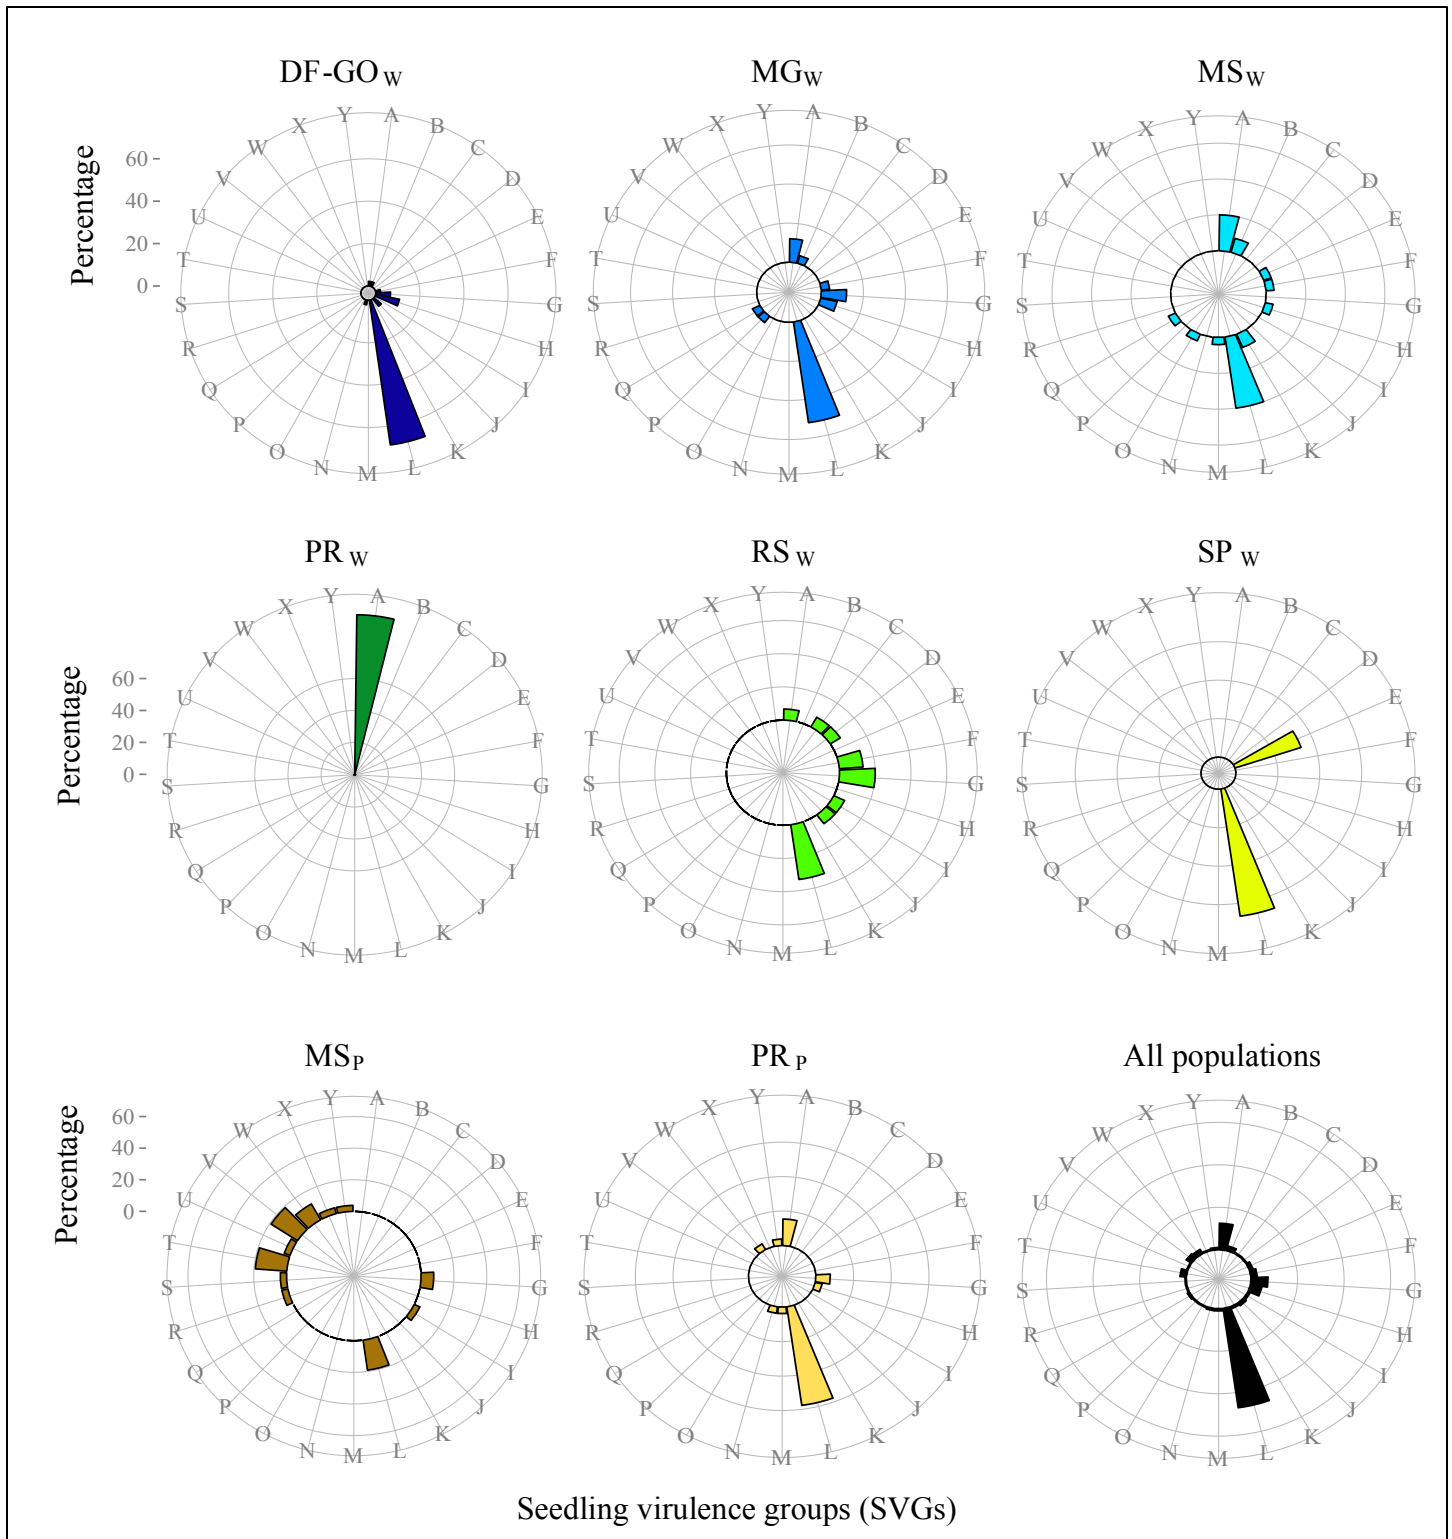 DF-GO W
MG W
MS W
Percentage
60
40
20
0
A B C D E F G H I J K L M N O P Q R S T U V W X Y
A B C D E F G H I J K L M N O P Q R S T U V W X Y
A B C D E F G H I J K L M N O P Q R S T U V W X Y
PR W
RS W
SP W
Percentage
60
40
20
0
A B C D E F G H I J K L M N O P Q R S T U V W X Y
A B C D E F G H I J K L M N O P Q R S T U V W X Y
A B C D E F G H I J K L M N O P Q R S T U V W X Y
MS P
PR P
All populations
Percentage
60
40
20
0
A B C D E F G H I J K L M N O P Q R S T U V W X Y
A B C D E F G H I J K L M N O P Q R S T U V W X Y
A B C D E F G H I J K L M N O P Q R S T U V W X Y
Seedling virulence groups (SVGs)